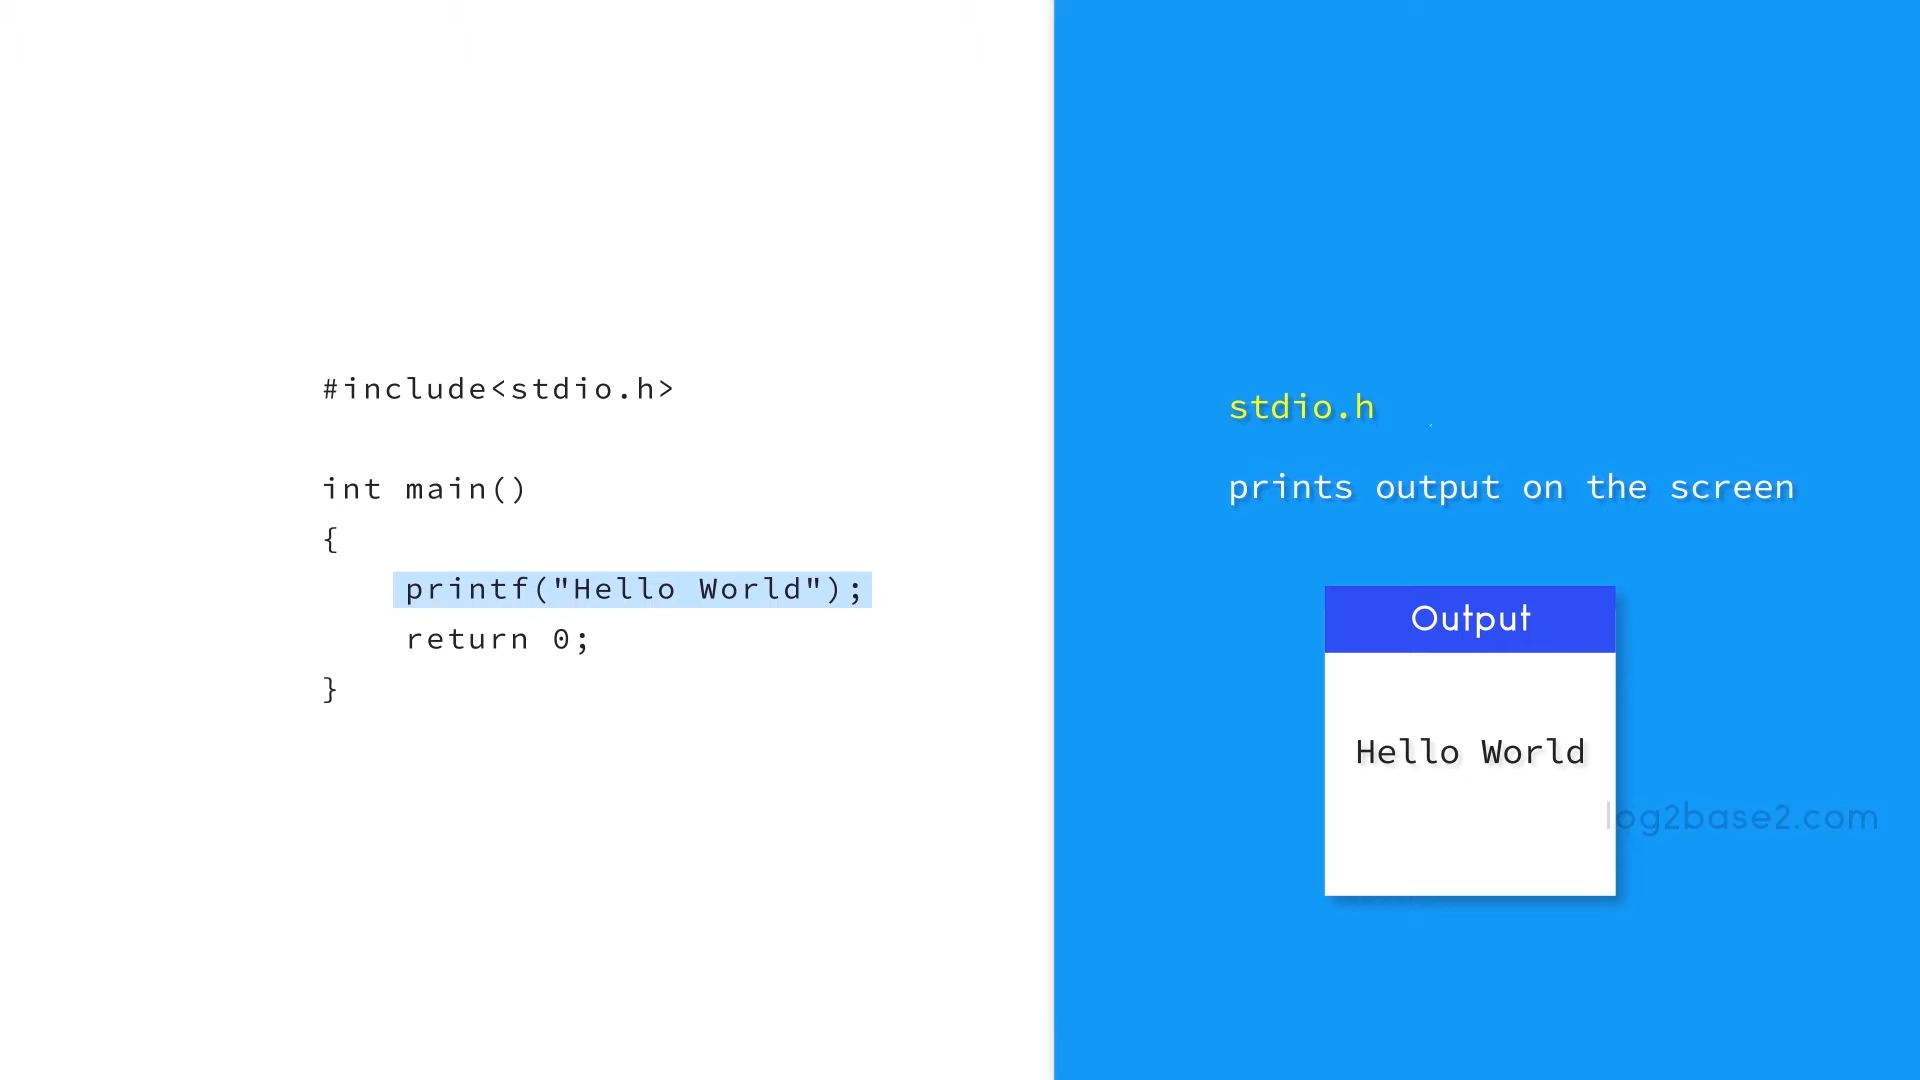 #include<stdio.h>
int main()
{
printf("Hello World");
return 0;
}
stdio.h
prints output on the screen
Output
Hello World
log2base2.com